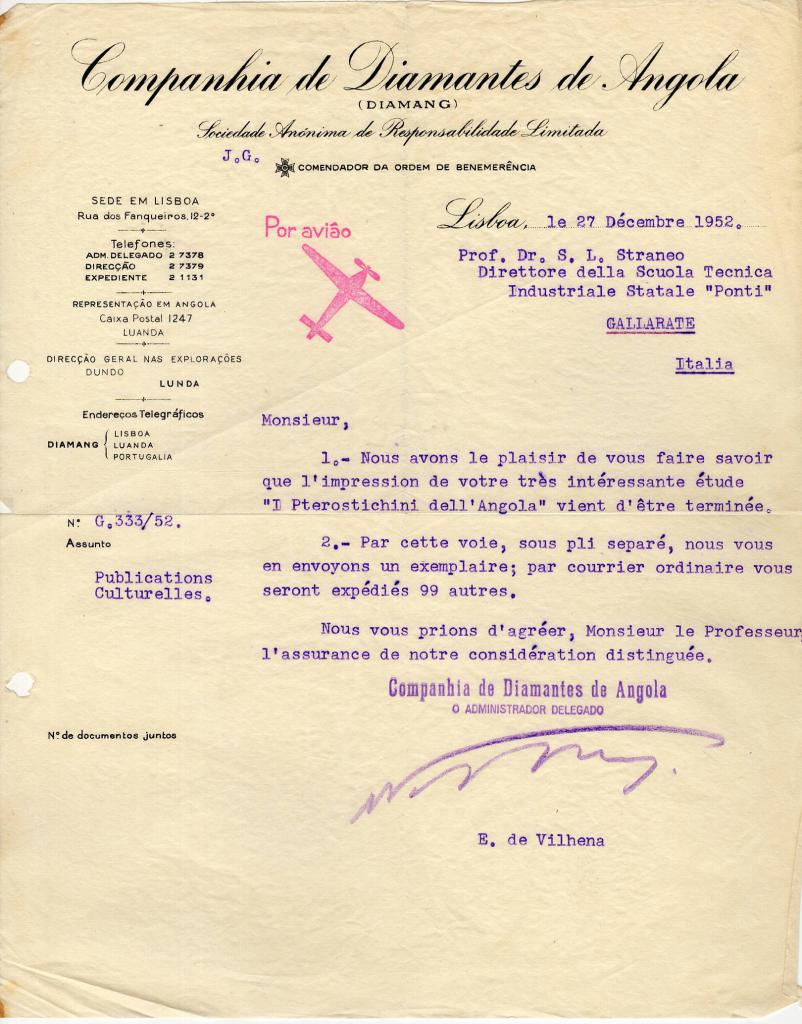 Companhia de Diamantes de Angola
(DIAMANG)
Sociedade Anónima de Responsabilidade Limitada
J.G.
COMENDADOR DA ORDEM DE BENEMERÊNCIA
SEDE EM LISBOA
Rua dos Fanqueiros, 12-2º
Telefones:
ADM. DELEGADO 2 7378
DIRECÇÃO 2 7379
EXPEDIENTE 2 1131
REPRESENTAÇÃO EM ANGOLA
Caixa Postal 1247
LUANDA
DIRECÇÃO GERAL NAS EXPLORAÇÕES
DUNDO
LUNDA
Endereços Telegráficos
DIAMANG { LISBOA
LUANDA
PORTUGALIA
Por avião
Lisboa, le 27 Décembre 1952.
Prof. Dr. S. L. Straneo
Direttore della Scuola Tecnica
Industriale Statale "Ponti"
GALLARATE
Italia
Monsieur,
1.- Nous avons le plaisir de vous faire savoir
que l'impression de votre très intéressante étude
"I Pterostichini dell'Angola" vient d'être terminée.
Nº G.333/52.
Assunto
Publications
Culturelles.
2.- Par cette voie, sous pli separé, nous vous
en envoyons un exemplaire; par courrier ordinaire vous
seront expédiés 99 autres.
Nous vous prions d'agréer, Monsieur le Professeur
l'assurance de notre considération distinguée.
Companhia de Diamantes de Angola
O ADMINISTRADOR DELEGADO
Nº de documentos juntos
E. de Vilhena